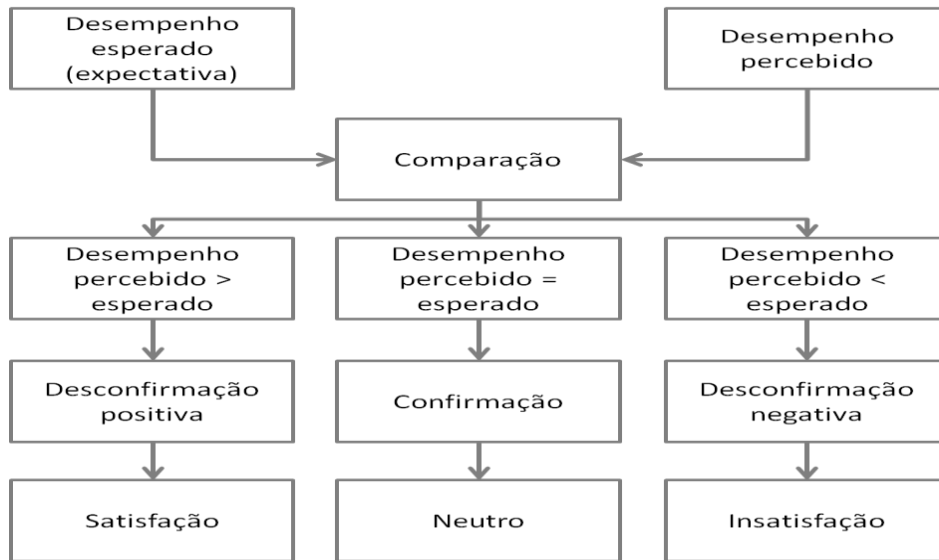 Desempenho
esperado
(expectativa)
Desempenho
percebido
Comparação
Desempenho
percebido >
esperado
Desempenho
percebido =
esperado
Desempenho
percebido <
esperado
Desconfirmação
positiva
Confirmação
Desconfirmação
negativa
Satisfação
Neutro
Insatisfação